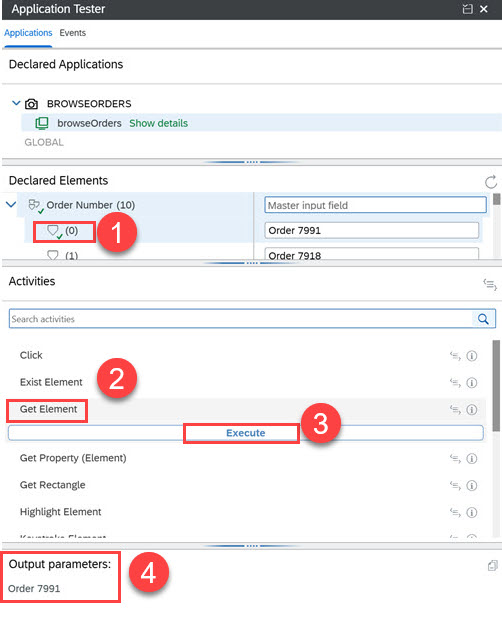 Application Tester
Applications Events
Declared Applications
BROWSEORDERS
browseOrders Show details
GLOBAL
Declared Elements
Order Number (10) Master input field
(0) 1 Order 7991
(1) Order 7918
Activities
Search activities
Click
2
Exist Element
Get Element
Execute 3
Get Property (Element)
Get Rectangle
Highlight Element
Keystroke Element
Output parameters: 4
Order 7991